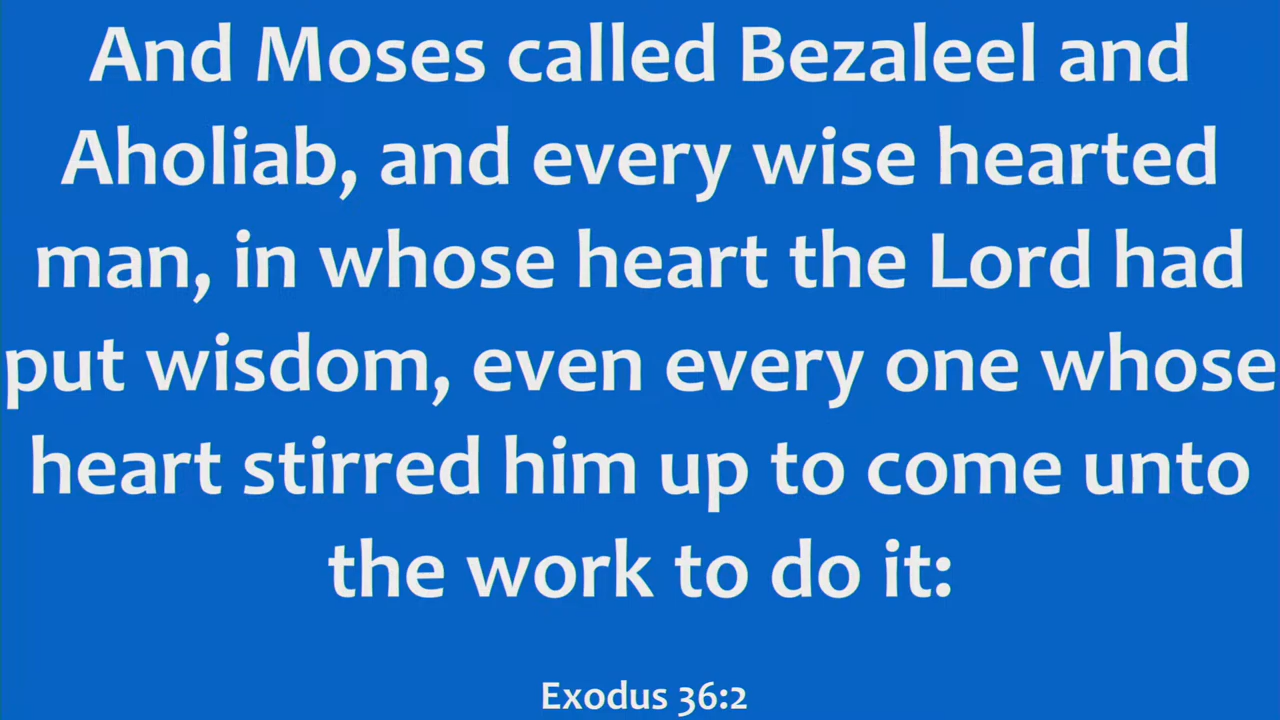 And Moses called Bezaleel and
Aholiab, and every wise hearted
man, in whose heart the Lord had
put wisdom, even every one whose
heart stirred him up to come unto
the work to do it:
Exodus 36:2